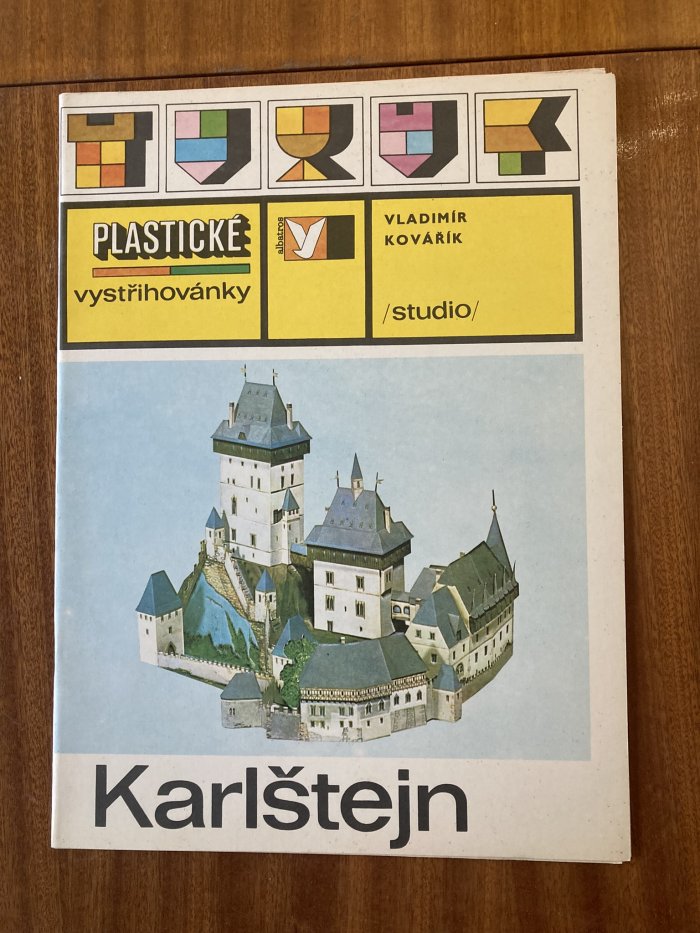 PLASTICKÉ
vystřihovánky
albatros
VLADIMÍR
KOVÁŘÍK
/studio/
Karlštejn